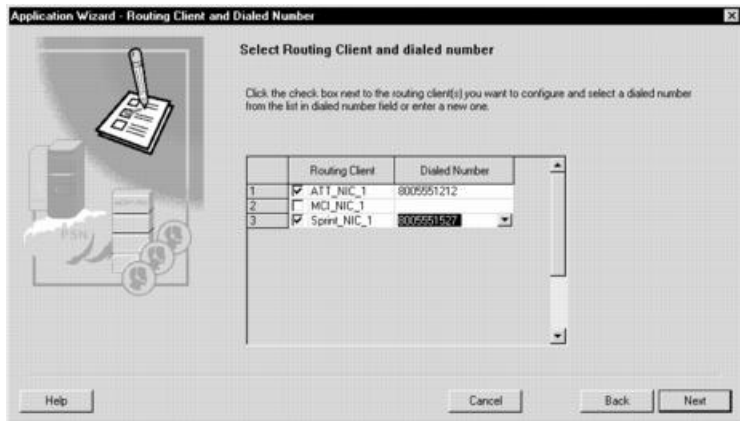 Application Wizard - Routing Client and Dialed Number
Select Routing Client and dialed number
Click the check box next to the routing client(s) you want to configure and select a dialed number
from the list in dialed number field or enter a new one.
Routing Client Dialed Number
1 ATT_NIC_1 8005551212
2 MCI_NIC_1
3 Sprint_NIC_1 8005551527
PSN
Help Cancel Back Next